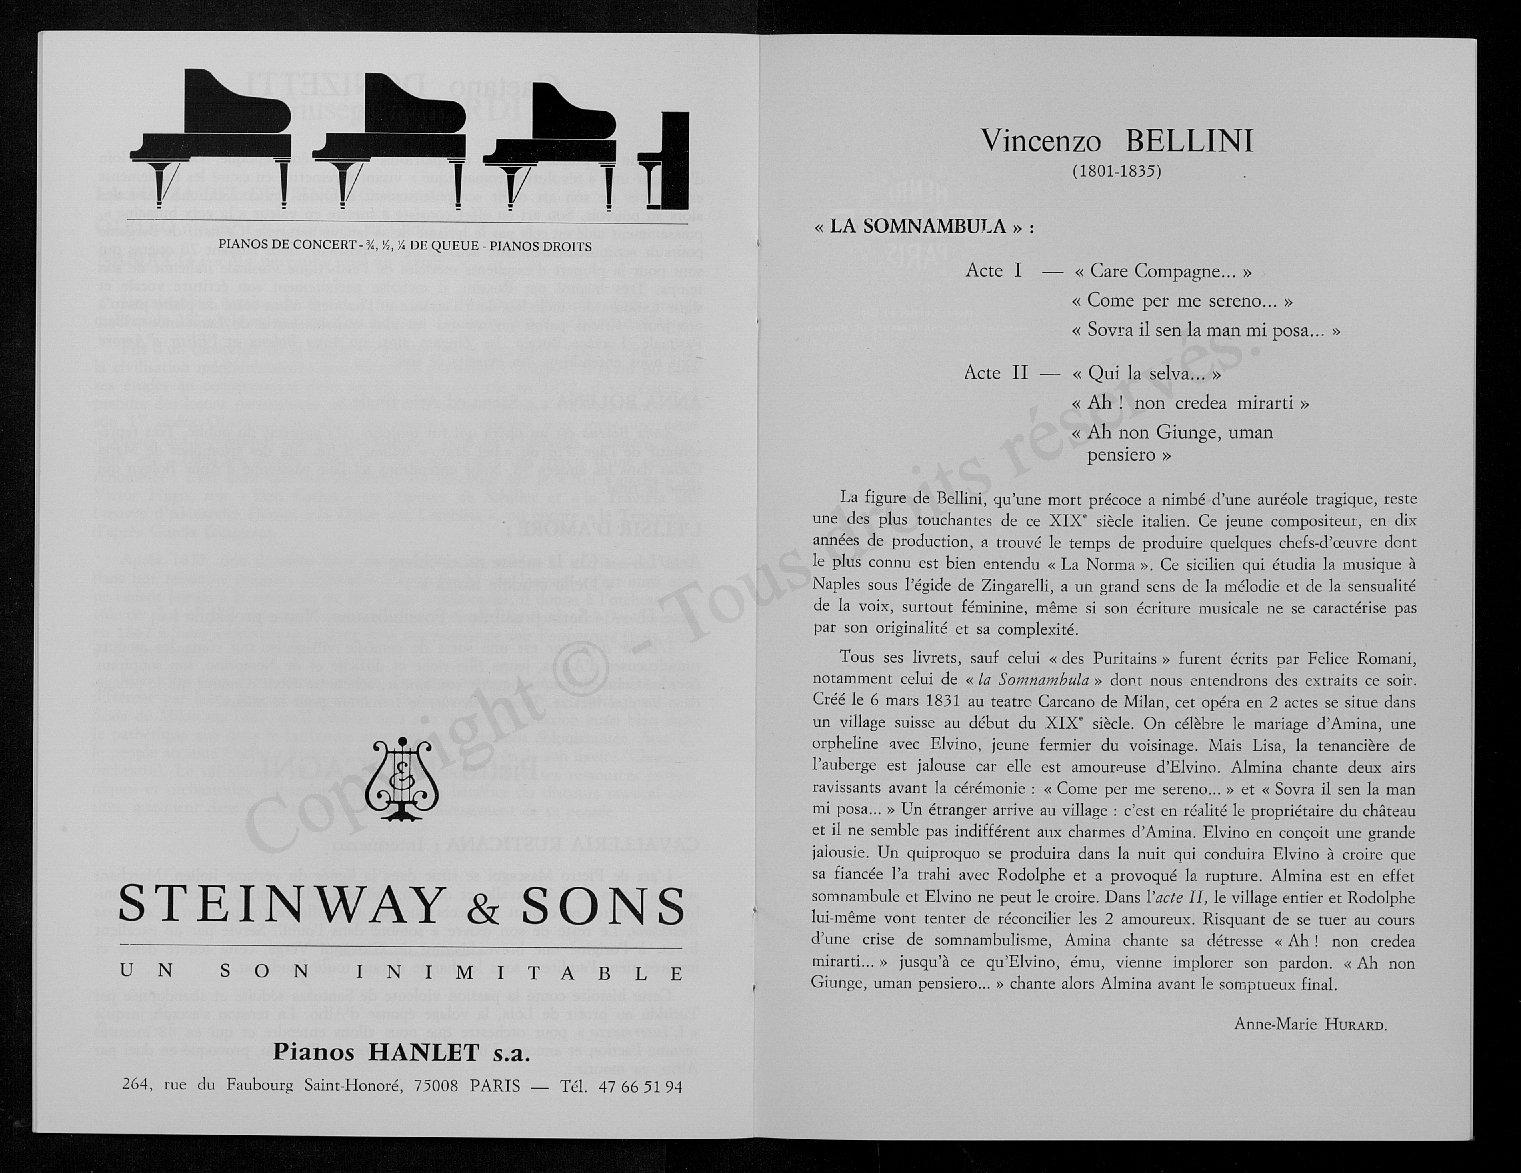 PIANOS DE CONCERT - ¾, ½, ¼ DE QUEUE - PIANOS DROITS
STEINWAY & SONS
UN SON INIMITABLE
Pianos HANLET s.a.
264, rue du Faubourg Saint-Honoré, 75008 PARIS — Tél. 47 66 51 94
Vincenzo BELLINI
(1801-1835)
« LA SOMNAMBULA » :
Acte I — « Care Compagne... »
« Come per me sereno... »
« Sovra il sen la man mi posa... »
Acte II — « Qui la selva... »
« Ah ! non credea mirarti »
« Ah non Giunge, uman
pensiero »
La figure de Bellini, qu'une mort précoce a nimbé d'une auréole tragique, reste
une des plus touchantes de ce XIXe siècle italien. Ce jeune compositeur, en dix
années de production, a trouvé le temps de produire quelques chefs-d'œuvre dont
le plus connu est bien entendu « La Norma ». Ce sicilien qui étudia la musique à
Naples sous l'égide de Zingarelli, a un grand sens de la mélodie et de la sensualité
de la voix, surtout féminine, même si son écriture musicale ne se caractérise pas
par son originalité et sa complexité.
Tous ses livrets, sauf celui « des Puritains » furent écrits par Felice Romani,
notamment celui de « la Somnambula » dont nous entendrons des extraits ce soir.
Créé le 6 mars 1831 au teatre Carcano de Milan, cet opéra en 2 actes se situe dans
un village suisse au début du XIXe siècle. On célèbre le mariage d'Amina, une
orpheline avec Elvino, jeune fermier du voisinage. Mais Lisa, la tenancière de
l'auberge est jalouse car elle est amoureuse d'Elvino. Almina chante deux airs
ravissants avant la cérémonie : « Come per me sereno... » et « Sovra il sen la man
mi posa... » Un étranger arrive au village : c'est en réalité le propriétaire du château
et il ne semble pas indifférent aux charmes d'Amina. Elvino en conçoit une grande
jalousie. Un quiproquo se produira dans la nuit qui conduira Elvino à croire que
sa fiancée l'a trahi avec Rodolphe et a provoqué la rupture. Almina est en effet
somnambule et Elvino ne peut le croire. Dans l'acte II, le village entier et Rodolphe
lui-même vont tenter de réconcilier les 2 amoureux. Risquant de se tuer au cours
d'une crise de somnambulisme, Amina chante sa détresse « Ah ! non credea
mirarti... » jusqu'à ce qu'Elvino, ému, vienne implorer son pardon. « Ah non
Giunge, uman pensiero... » chante alors Almina avant le somptueux final.
Anne-Marie HURARD.
Copyright © - Tous droits réservés.